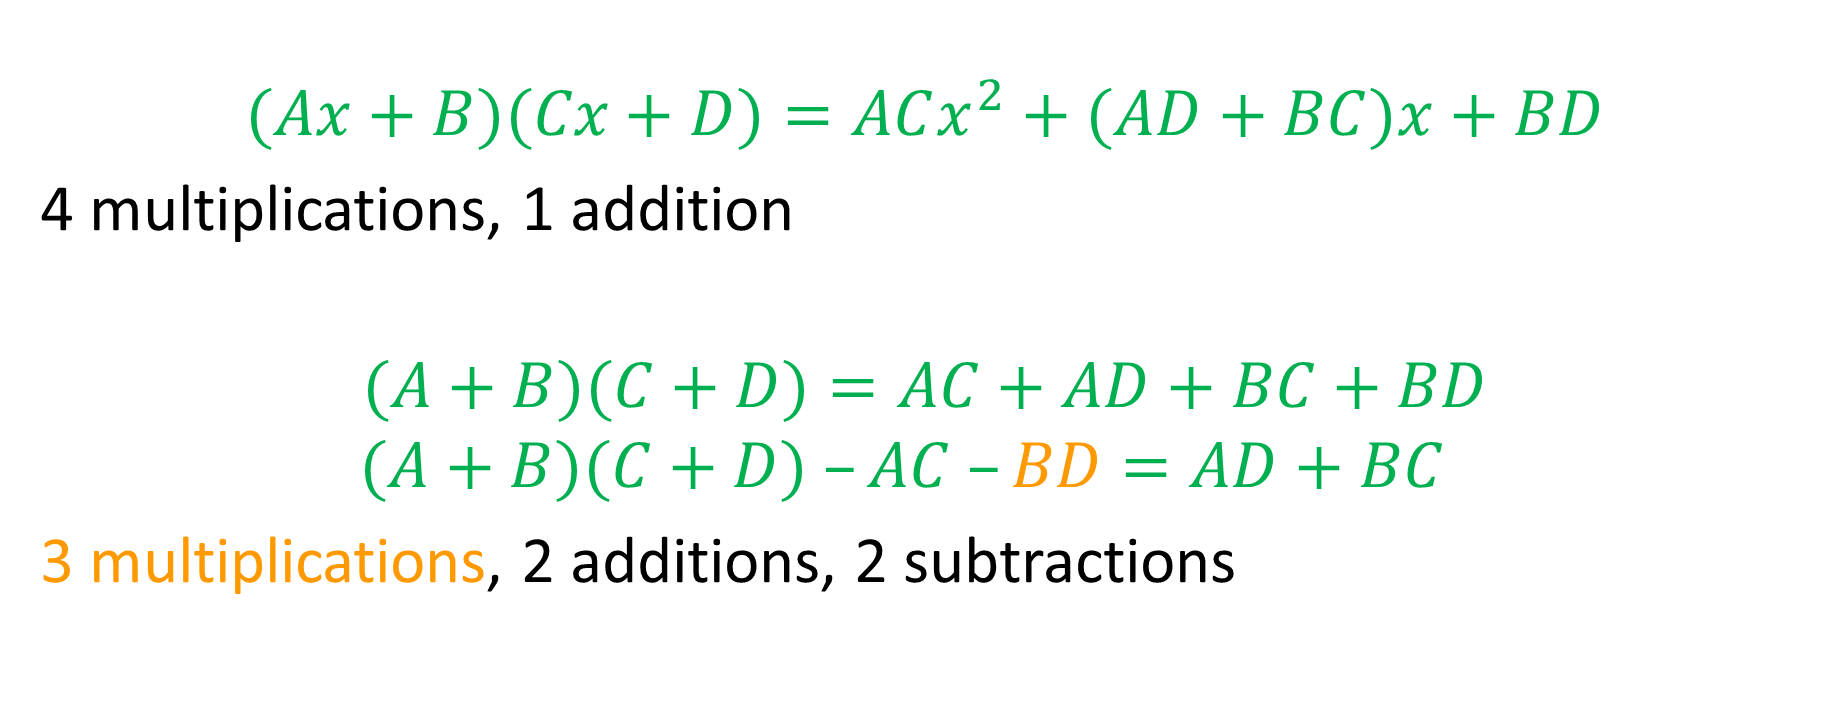 (Ax + B)(Cx + D) = ACx² + (AD + BC)x + BD
4 multiplications, 1 addition
(A + B)(C + D) = AC + AD + BC + BD
(A + B)(C + D) – AC – BD = AD + BC
3 multiplications, 2 additions, 2 subtractions